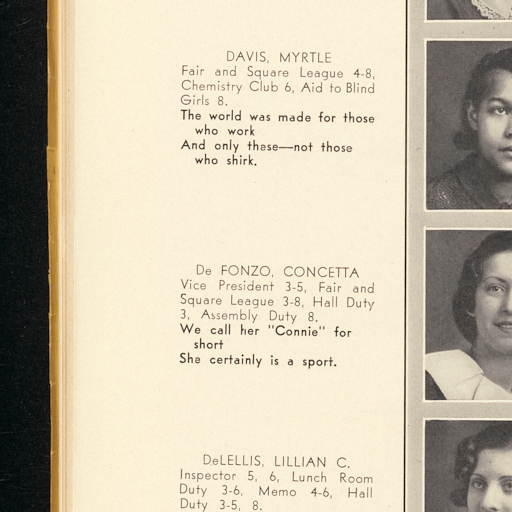 DAVIS, MYRTLE
Fair and Square League 4-8,
Chemistry Club 6, Aid to Blind
Girls 8.
The world was made for those
who work
And only these—not those
who shirk.
De FONZO, CONCETTA
Vice President 3-5, Fair and
Square League 3-8, Hall Duty
3, Assembly Duty 8.
We call her "Connie" for
short
She certainly is a sport.
DeLELLIS, LILLIAN C.
Inspector 5, 6, Lunch Room
Duty 3-6, Memo 4-6, Hall
Duty 3-5, 8.